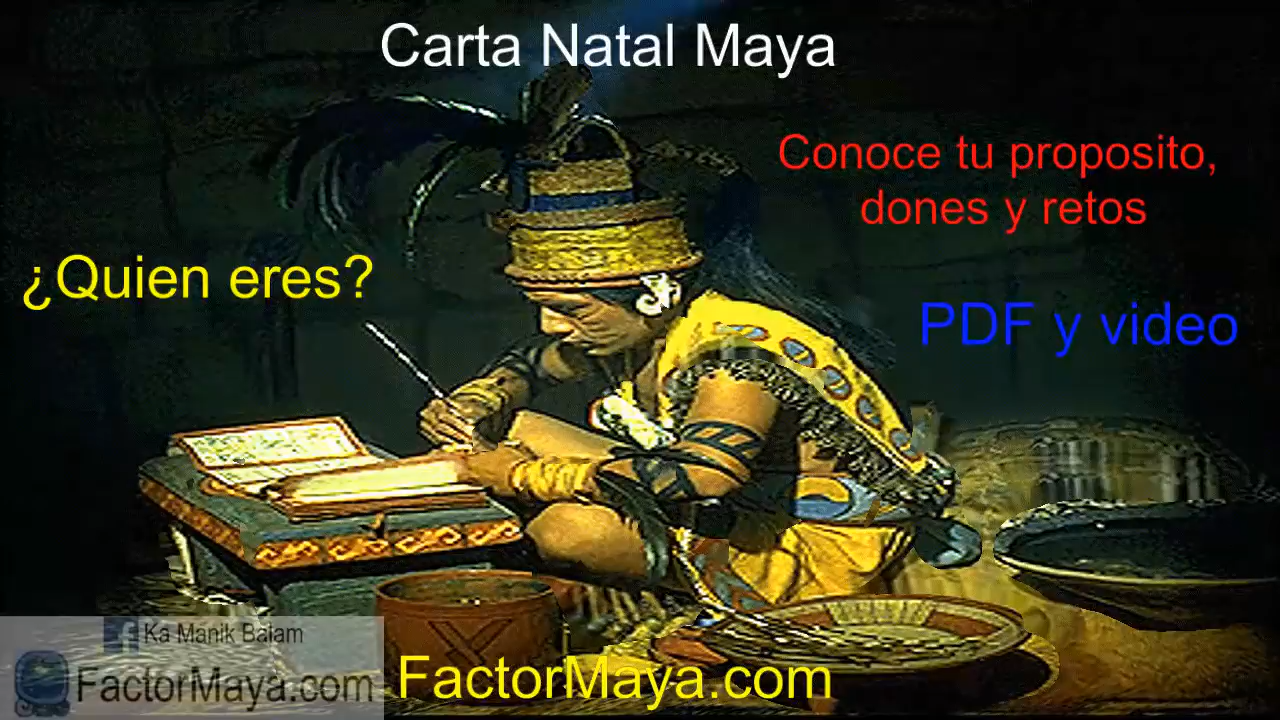 Carta Natal Maya
Conoce tu proposito,
dones y retos
¿Quien eres?
PDF y video
Ka Manik Balam
FactorMaya.com
FactorMaya.com